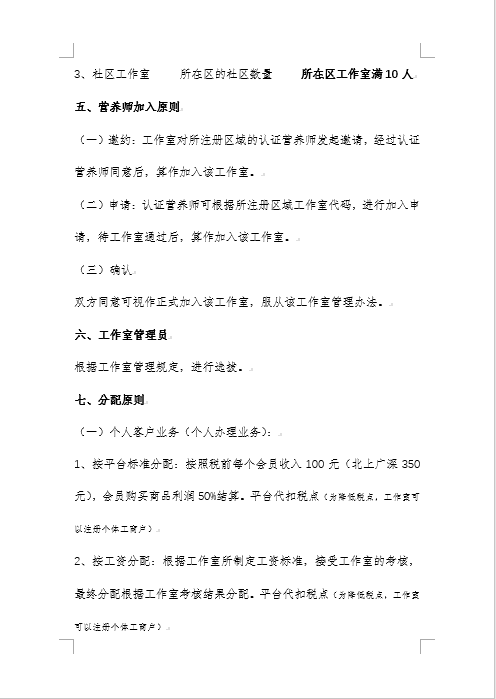 3、社区工作室 所在区的社区数量 所在区工作室满10人
五、营养师加入原则
（一）邀约：工作室对所注册区域的认证营养师发起邀请，经过认证
营养师同意后，算作加入该工作室。
（二）申请：认证营养师可根据所注册区域工作室代码，进行加入申
请，待工作室通过后，算作加入该工作室。
（三）确认
双方同意可视作正式加入该工作室，服从该工作室管理办法。
六、工作室管理员
根据工作室管理规定，进行选拔。
七、分配原则
（一）个人客户业务（个人办理业务）：
1、按平台标准分配：按照税前每个会员收入100元（北上广深350
元），会员购买商品利润50%结算。平台代扣税点（为降低税点，工作室可
以注册个体工商户）
2、按工资分配：根据工作室所制定工资标准，接受工作室的考核，
最终分配根据工作室考核结果分配。平台代扣税点（为降低税点，工作室
可以注册个体工商户）